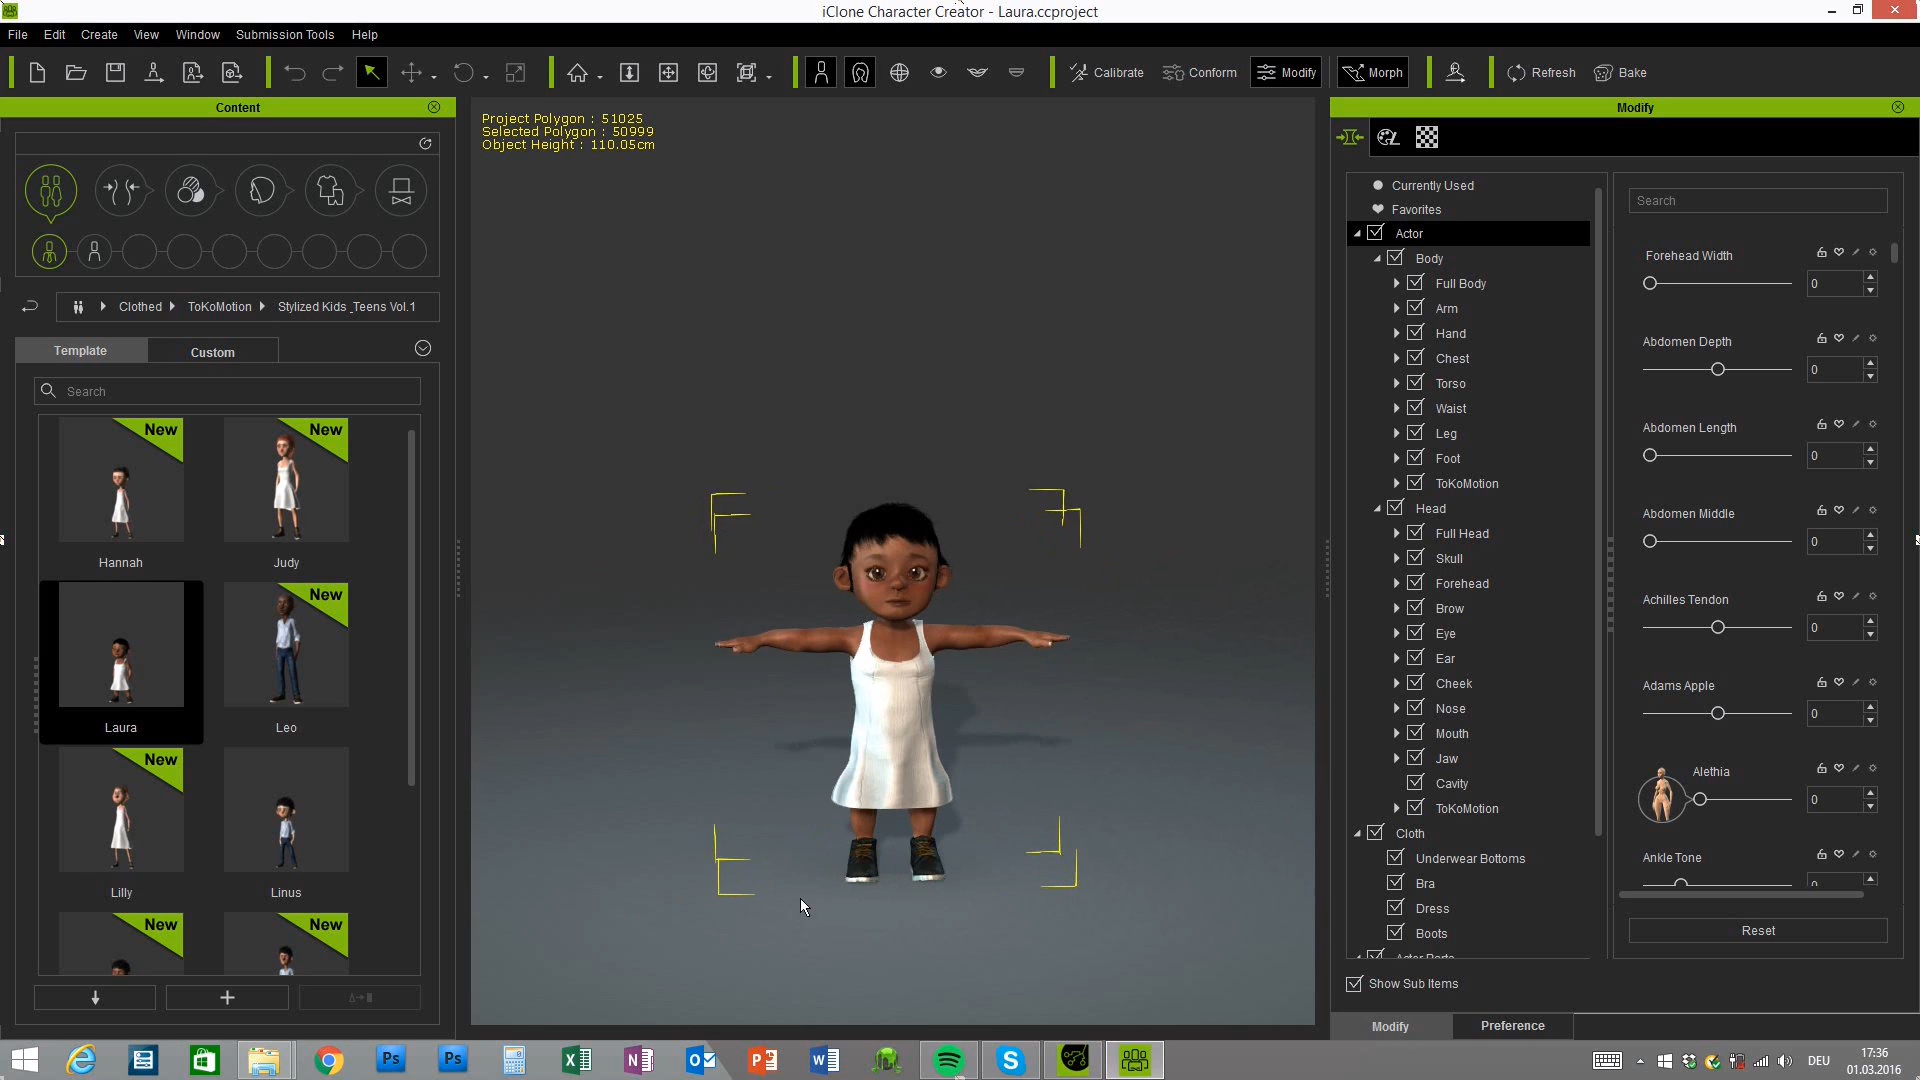 iClone Character Creator - Laura.ccproject
File Edit Create View Window Submission Tools Help
Calibrate Conform Modify Morph Refresh Bake
Content
Clothed ToKoMotion Stylized Kids_Teens Vol.1
Template Custom
Search
New New
Hannah Judy
New
Laura Leo
New
Lilly Linus
New New
Project Polygon : 51025
Selected Polygon : 50999
Object Height : 110.05cm
Modify
Currently Used
Favorites
Actor
Body
Full Body
Arm
Hand
Chest
Torso
Waist
Leg
Foot
ToKoMotion
Head
Full Head
Skull
Forehead
Brow
Eye
Ear
Cheek
Nose
Mouth
Jaw
Cavity
ToKoMotion
Cloth
Underwear Bottoms
Bra
Dress
Boots
Actor Parts
Show Sub Items
Search
Forehead Width
0
Abdomen Depth
0
Abdomen Length
0
Abdomen Middle
0
Achilles Tendon
0
Adams Apple
0
Alethia
0
Ankle Tone
0
Reset
Modify Preference
Ps Ps
DEU
17:36
01.03.2016